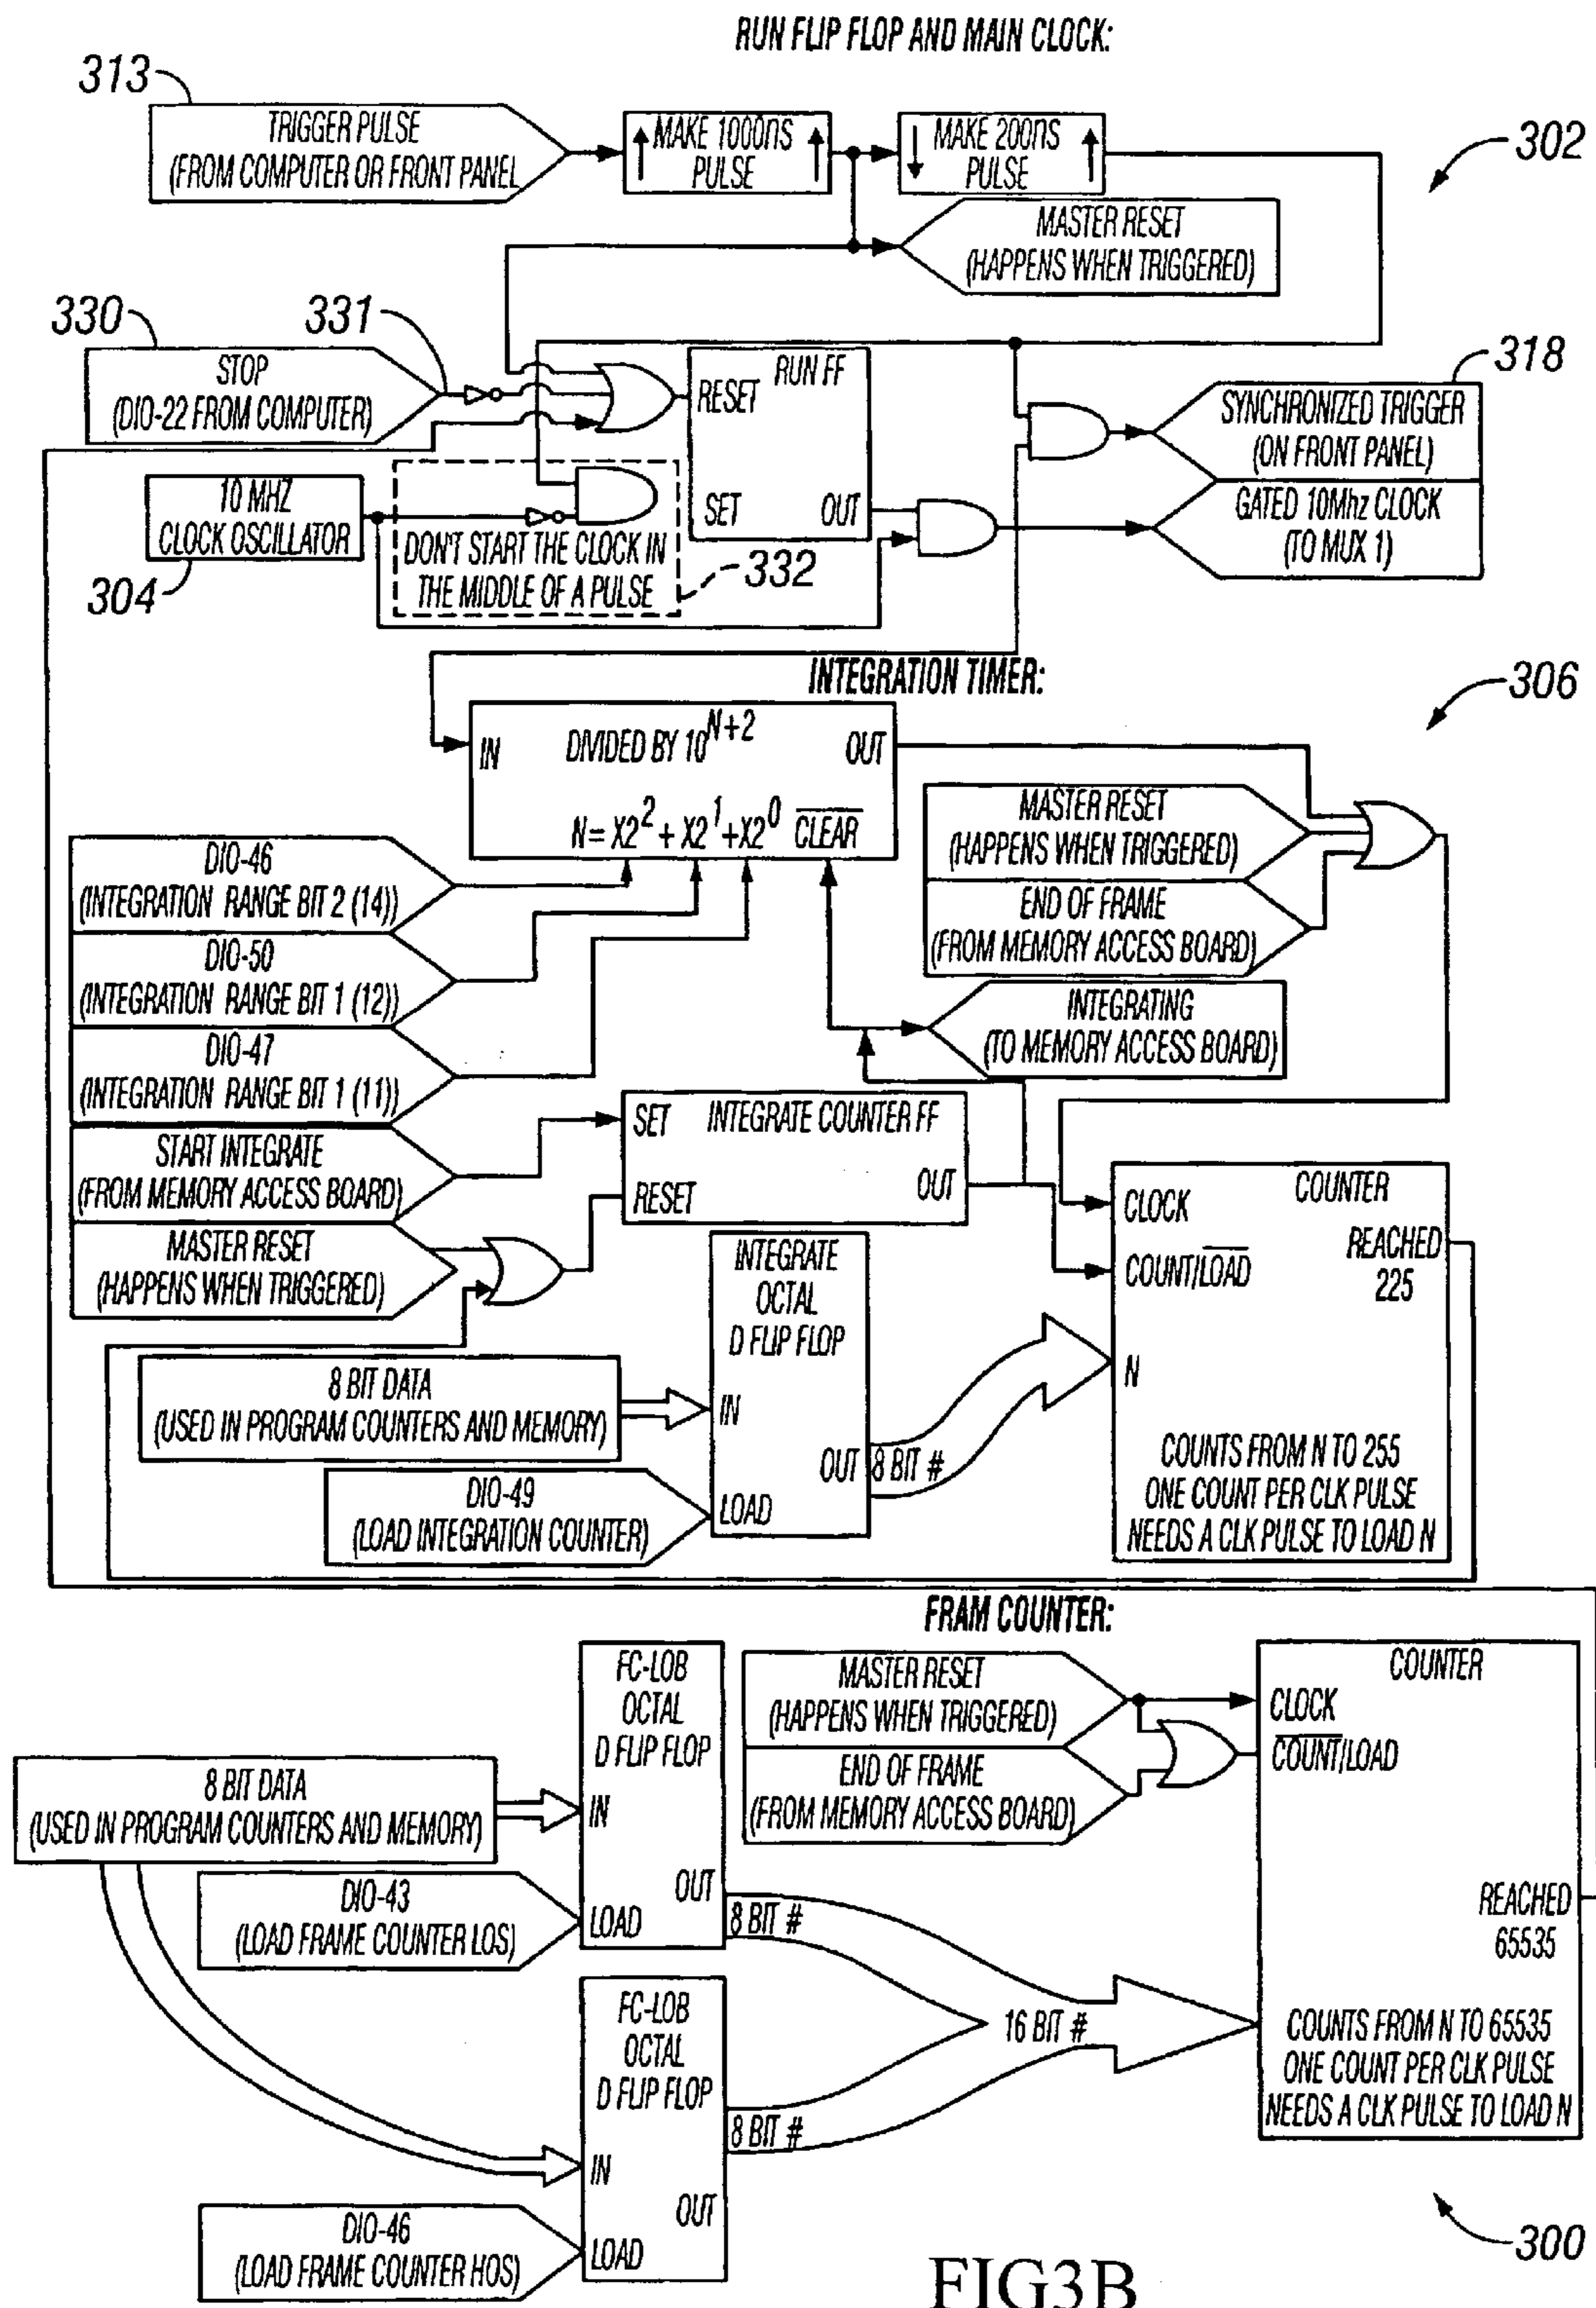 RUN FLIP FLOP AND MAIN CLOCK:
313
TRIGGER PULSE
(FROM COMPUTER OR FRONT PANEL
MAKE 1000ns
PULSE
MAKE 200ns
PULSE
302
MASTER RESET
(HAPPENS WHEN TRIGGERED)
330
331
STOP
(DIO-22 FROM COMPUTER)
RUN FF
RESET
SET
OUT
318
SYNCHRONIZED TRIGGER
(ON FRONT PANEL)
GATED 10Mhz CLOCK
(TO MUX 1)
10 MHZ
CLOCK OSCILLATOR
304
DON'T START THE CLOCK IN
THE MIDDLE OF A PULSE
332
INTEGRATION TIMER:
306
IN
DIVIDED BY 10^N+2
OUT
N = X2^2 + X2^1 + X2^0 CLEAR
MASTER RESET
(HAPPENS WHEN TRIGGERED)
END OF FRAME
(FROM MEMORY ACCESS BOARD)
DIO-46
(INTEGRATION RANGE BIT 2 (14))
DIO-50
(INTEGRATION RANGE BIT 1 (12))
DIO-47
(INTEGRATION RANGE BIT 1 (11))
INTEGRATING
(TO MEMORY ACCESS BOARD)
START INTEGRATE
(FROM MEMORY ACCESS BOARD)
MASTER RESET
(HAPPENS WHEN TRIGGERED)
SET
INTEGRATE COUNTER FF
RESET
OUT
COUNTER
CLOCK
REACHED
225
COUNT/LOAD
N
COUNTS FROM N TO 255
ONE COUNT PER CLK PULSE
NEEDS A CLK PULSE TO LOAD N
INTEGRATE
OCTAL
D FLIP FLOP
IN
OUT
LOAD
8 BIT #
8 BIT DATA
(USED IN PROGRAM COUNTERS AND MEMORY)
DIO-49
(LOAD INTEGRATION COUNTER)
FRAM COUNTER:
FC-LOB
OCTAL
D FLIP FLOP
IN
OUT
LOAD
8 BIT #
MASTER RESET
(HAPPENS WHEN TRIGGERED)
END OF FRAME
(FROM MEMORY ACCESS BOARD)
COUNTER
CLOCK
COUNT/LOAD
REACHED
65535
COUNTS FROM N TO 65535
ONE COUNT PER CLK PULSE
NEEDS A CLK PULSE TO LOAD N
8 BIT DATA
(USED IN PROGRAM COUNTERS AND MEMORY)
DIO-43
(LOAD FRAME COUNTER LOS)
16 BIT #
FC-LOB
OCTAL
D FLIP FLOP
IN
OUT
LOAD
8 BIT #
DIO-46
(LOAD FRAME COUNTER HOS)
300
FIG3B